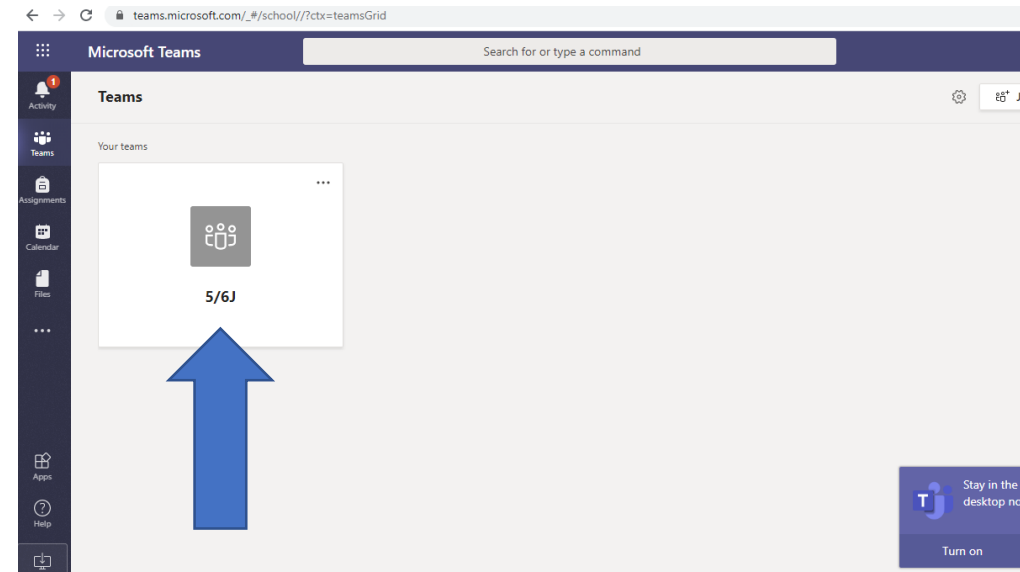 teams.microsoft.com/_#/school//?ctx=teamsGrid
Microsoft Teams
Search for or type a command
1
Activity
Teams
Assignments
Calendar
Files
Apps
Help
Teams
J
Your teams
5/6J
T
Stay in the
desktop no
Turn on